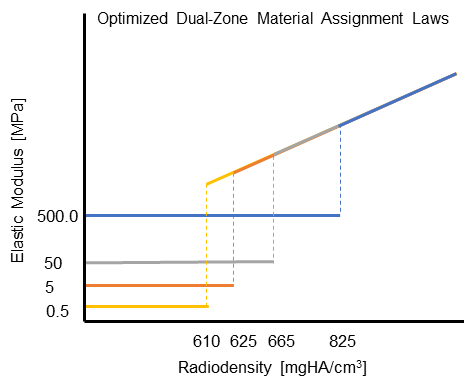 Optimized Dual-Zone Material Assignment Laws
Elastic Modulus [MPa]
500.0
50
5
0.5
610 625 665 825
Radiodensity [mgHA/cm³]